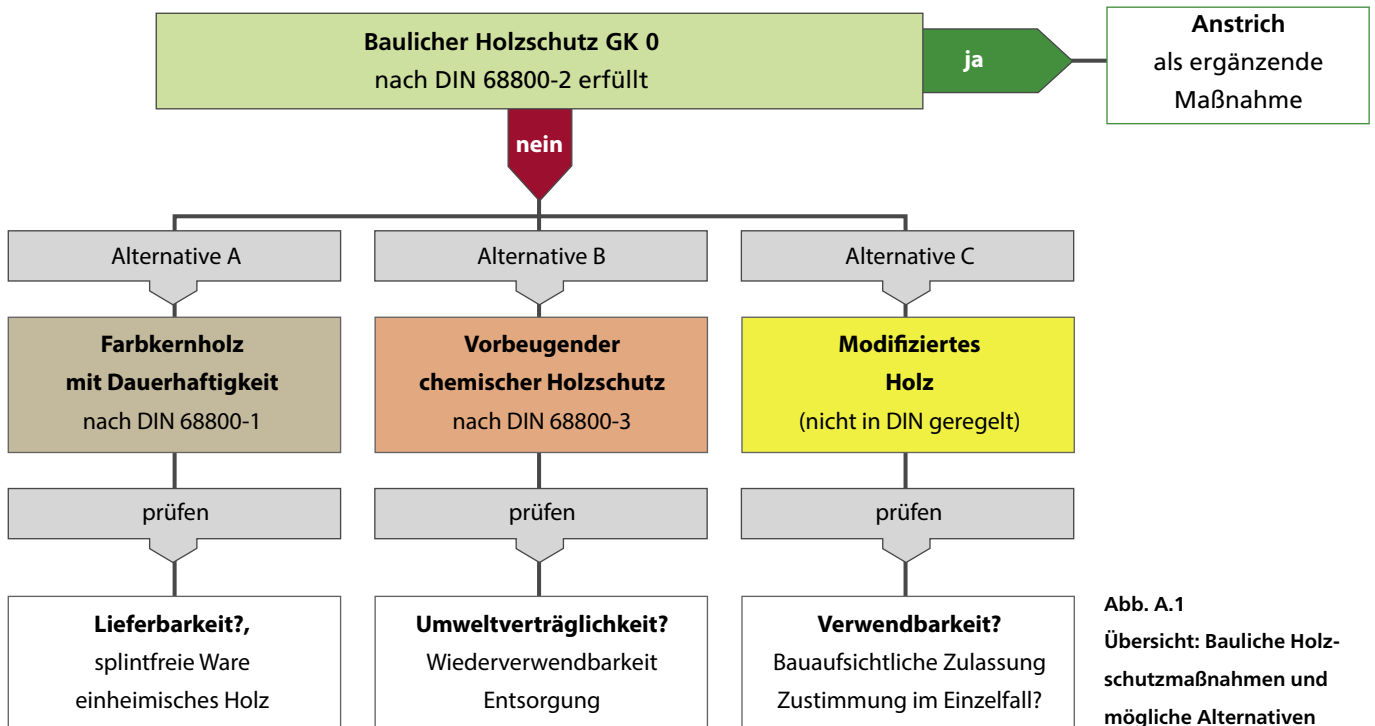 Baulicher Holzschutz GK 0
nach DIN 68800-2 erfüllt
ja
Anstrich
als ergänzende
Maßnahme
nein
Alternative A
Alternative B
Alternative C
Farbkernholz
mit Dauerhaftigkeit
nach DIN 68800-1
Vorbeugender
chemischer Holzschutz
nach DIN 68800-3
Modifiziertes
Holz
(nicht in DIN geregelt)
prüfen
prüfen
prüfen
Lieferbarkeit?,
splintfreie Ware
einheimisches Holz
Umweltverträglichkeit?
Wiederverwendbarkeit
Entsorgung
Verwendbarkeit?
Bauaufsichtliche Zulassung
Zustimmung im Einzelfall?
Abb. A.1
Übersicht: Bauliche Holz-
schutzmaßnahmen und
mögliche Alternativen